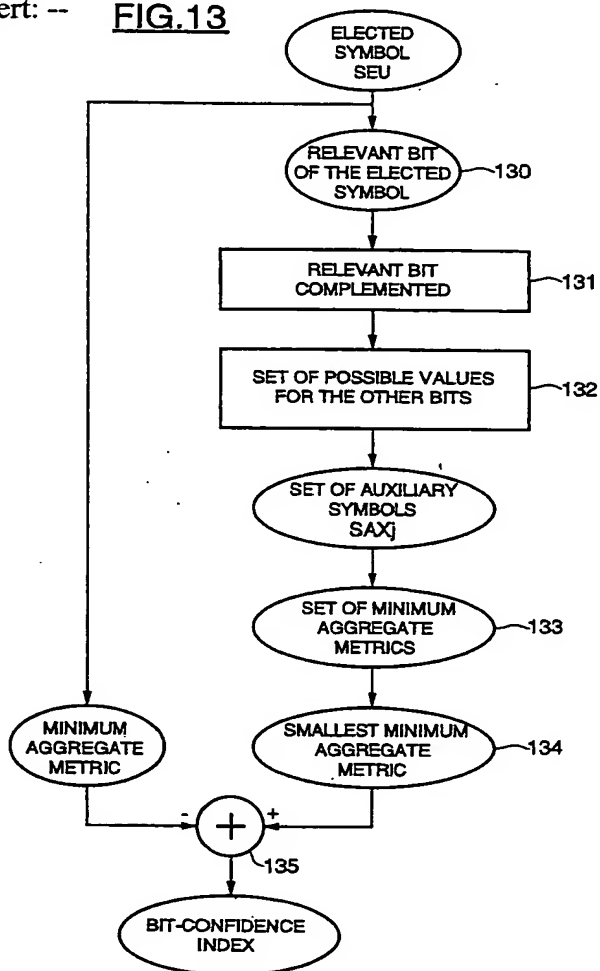 ert: --
FIG.13
ELECTED
SYMBOL
SEU
RELEVANT BIT
OF THE ELECTED
SYMBOL
130
RELEVANT BIT
COMPLEMENTED
131
SET OF POSSIBLE VALUES
FOR THE OTHER BITS
132
SET OF AUXILIARY
SYMBOLS
SAXj
SET OF MINIMUM
AGGREGATE
METRICS
133
MINIMUM
AGGREGATE
METRIC
SMALLEST MINIMUM
AGGREGATE
METRIC
134
- + +
135
BIT-CONFIDENCE
INDEX